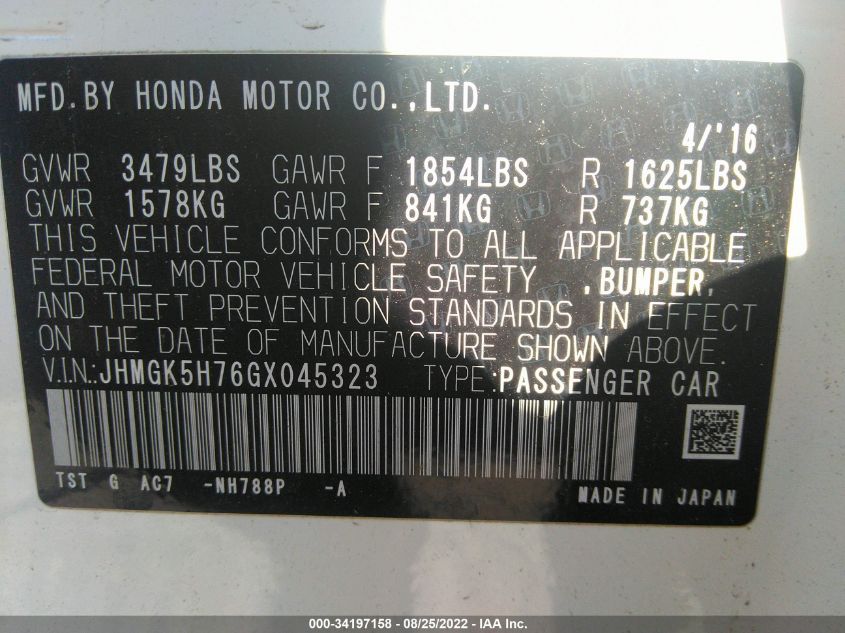 MFD.BY HONDA MOTOR CO.,LTD.
4/'16
GVWR 3479LBS GAWR F 1854LBS R 1625LBS
GVWR 1578KG GAWR F 841KG R 737KG
THIS VEHICLE CONFORMS TO ALL APPLICABLE
FEDERAL MOTOR VEHICLE SAFETY ,BUMPER,
AND THEFT PREVENTION STANDARDS IN EFFECT
ON THE DATE OF MANUFACTURE SHOWN ABOVE.
V.I.N.:JHMGK5H76GX045323 TYPE:PASSENGER CAR
TST G AC7 -NH788P -A MADE IN JAPAN
000-34197158 - 08/25/2022 - IAA Inc.